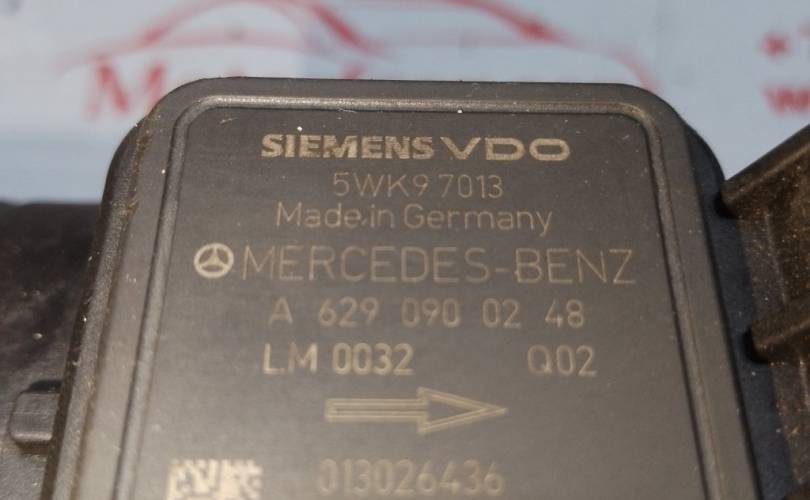 SIEMENS VDO
5WK9 7013
Made in Germany
MERCEDES-BENZ
A 629 090 02 48
LM 0032 Q02
013026436